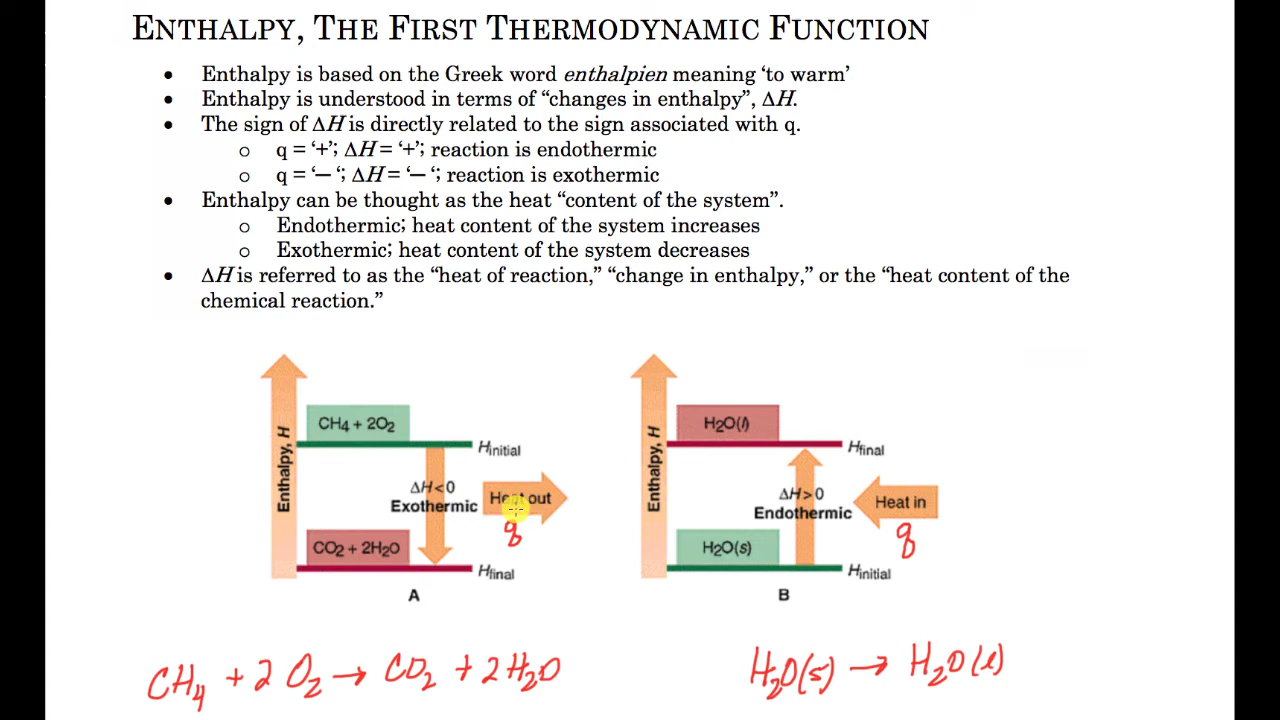 ENTHALPY, THE FIRST THERMODYNAMIC FUNCTION
• Enthalpy is based on the Greek word enthalpien meaning ‘to warm’
• Enthalpy is understood in terms of “changes in enthalpy”, ΔH.
• The sign of ΔH is directly related to the sign associated with q.
o q = ‘+’; ΔH = ‘+’; reaction is endothermic
o q = ‘– ‘; ΔH = ‘– ‘; reaction is exothermic
• Enthalpy can be thought as the heat “content of the system”.
o Endothermic; heat content of the system increases
o Exothermic; heat content of the system decreases
• ΔH is referred to as the “heat of reaction,” “change in enthalpy,” or the “heat content of the
chemical reaction.”
Enthalpy, H
CH4 + 2O2
Hinitial
ΔH<0
Exothermic
Heat out
q
CO2 + 2H2O
Hfinal
A
Enthalpy, H
H2O(l)
Hfinal
ΔH>0
Endothermic
Heat in
q
H2O(s)
Hinitial
B
CH4 + 2 O2 → CO2 + 2 H2O
H2O(s) → H2O(l)